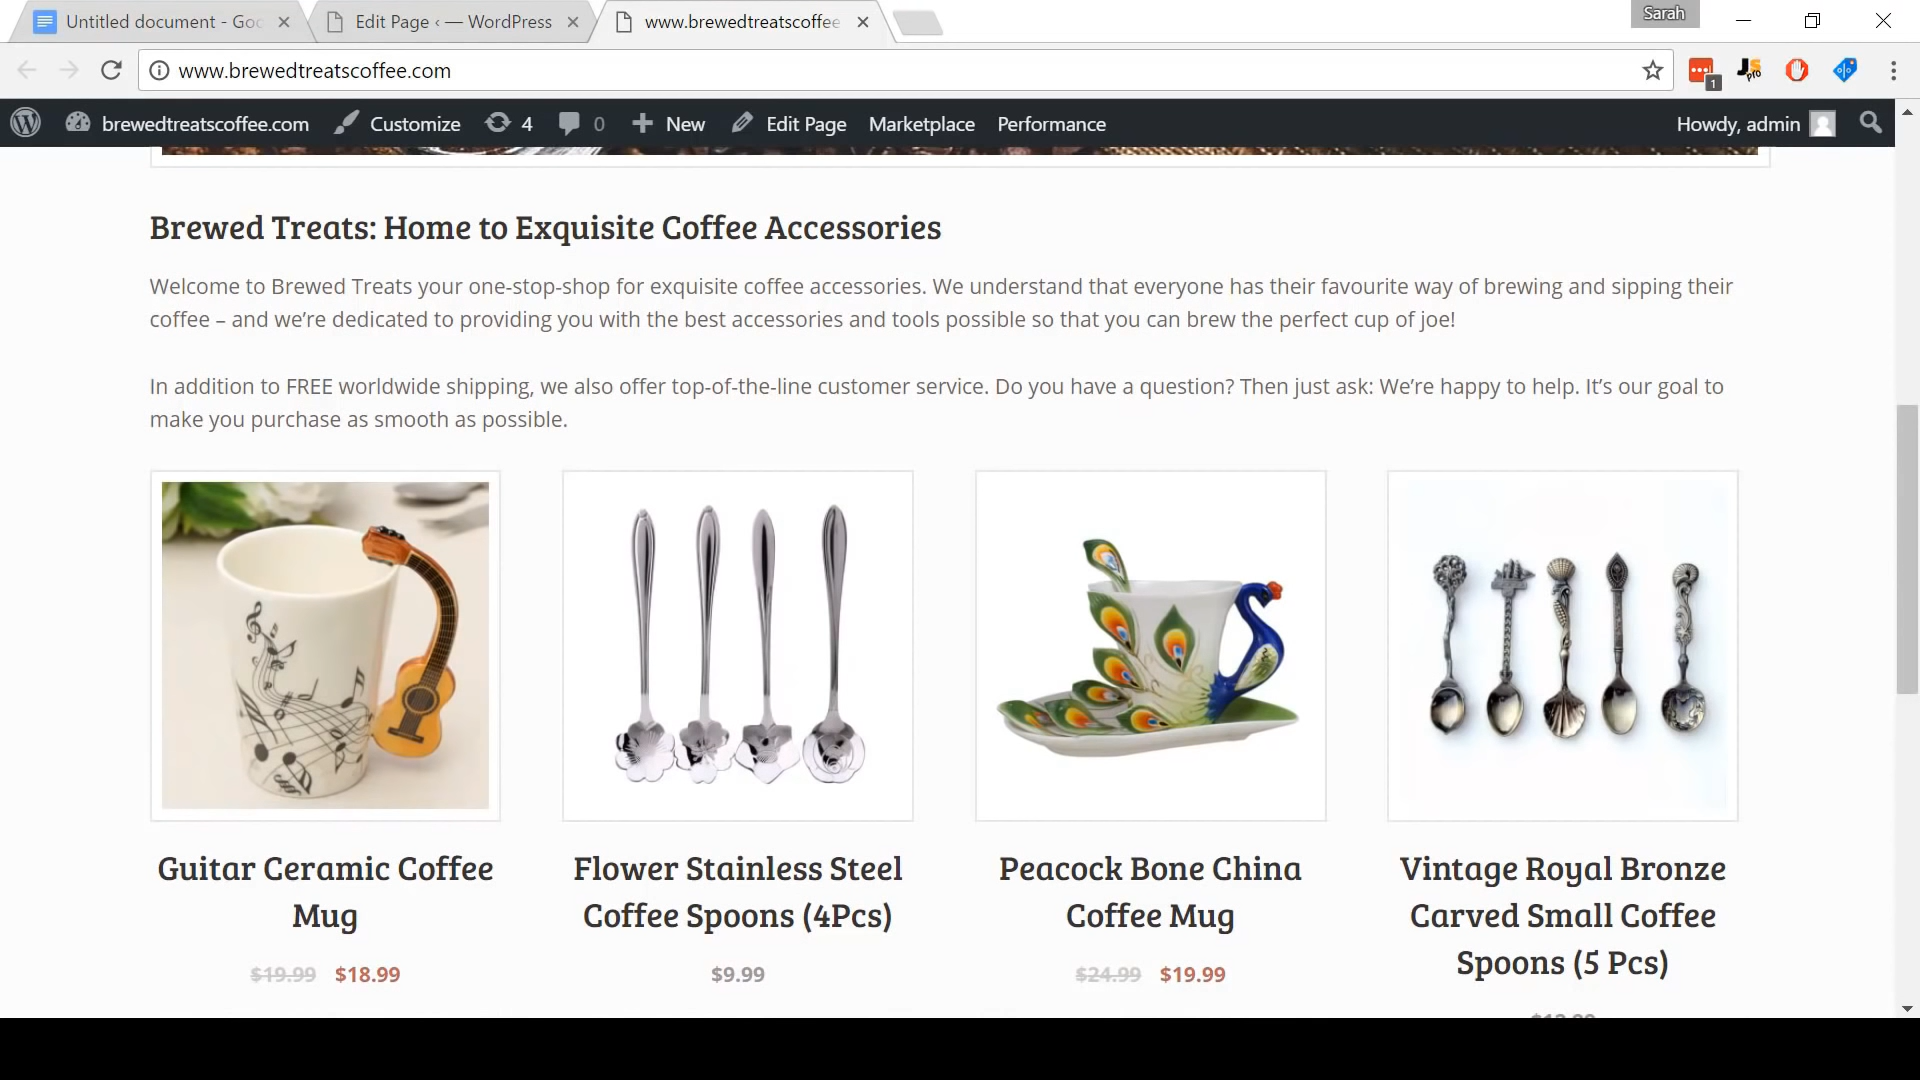 Untitled document - Goo
Edit Page ‹ — WordPress
www.brewedtreatscoffee
Sarah
www.brewedtreatscoffee.com
1
JS
pro
brewedtreatscoffee.com
Customize
4
0
New
Edit Page
Marketplace
Performance
Howdy, admin
Brewed Treats: Home to Exquisite Coffee Accessories
Welcome to Brewed Treats your one-stop-shop for exquisite coffee accessories. We understand that everyone has their favourite way of brewing and sipping their
coffee – and we’re dedicated to providing you with the best accessories and tools possible so that you can brew the perfect cup of joe!
In addition to FREE worldwide shipping, we also offer top-of-the-line customer service. Do you have a question? Then just ask: We’re happy to help. It’s our goal to
make you purchase as smooth as possible.
Guitar Ceramic Coffee
Mug
$19.99 $18.99
Flower Stainless Steel
Coffee Spoons (4Pcs)
$9.99
Peacock Bone China
Coffee Mug
$24.99 $19.99
Vintage Royal Bronze
Carved Small Coffee
Spoons (5 Pcs)